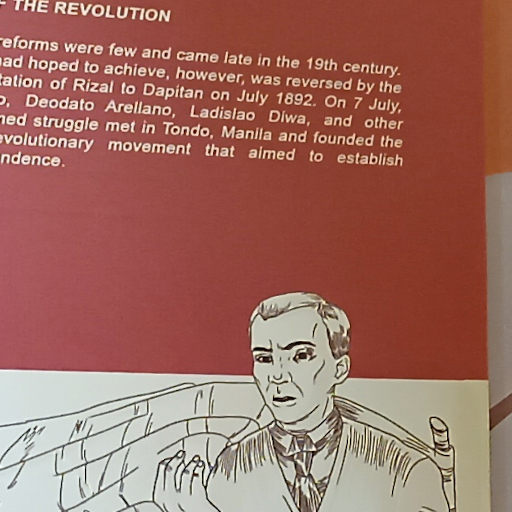 THE REVOLUTION
reforms were few and came late in the 19th century.
had hoped to achieve, however, was reversed by the
tation of Rizal to Dapitan on July 1892. On 7 July,
o, Deodato Arellano, Ladislao Diwa, and other
ned struggle met in Tondo, Manila and founded the
evolutionary movement that aimed to establish
ndence.